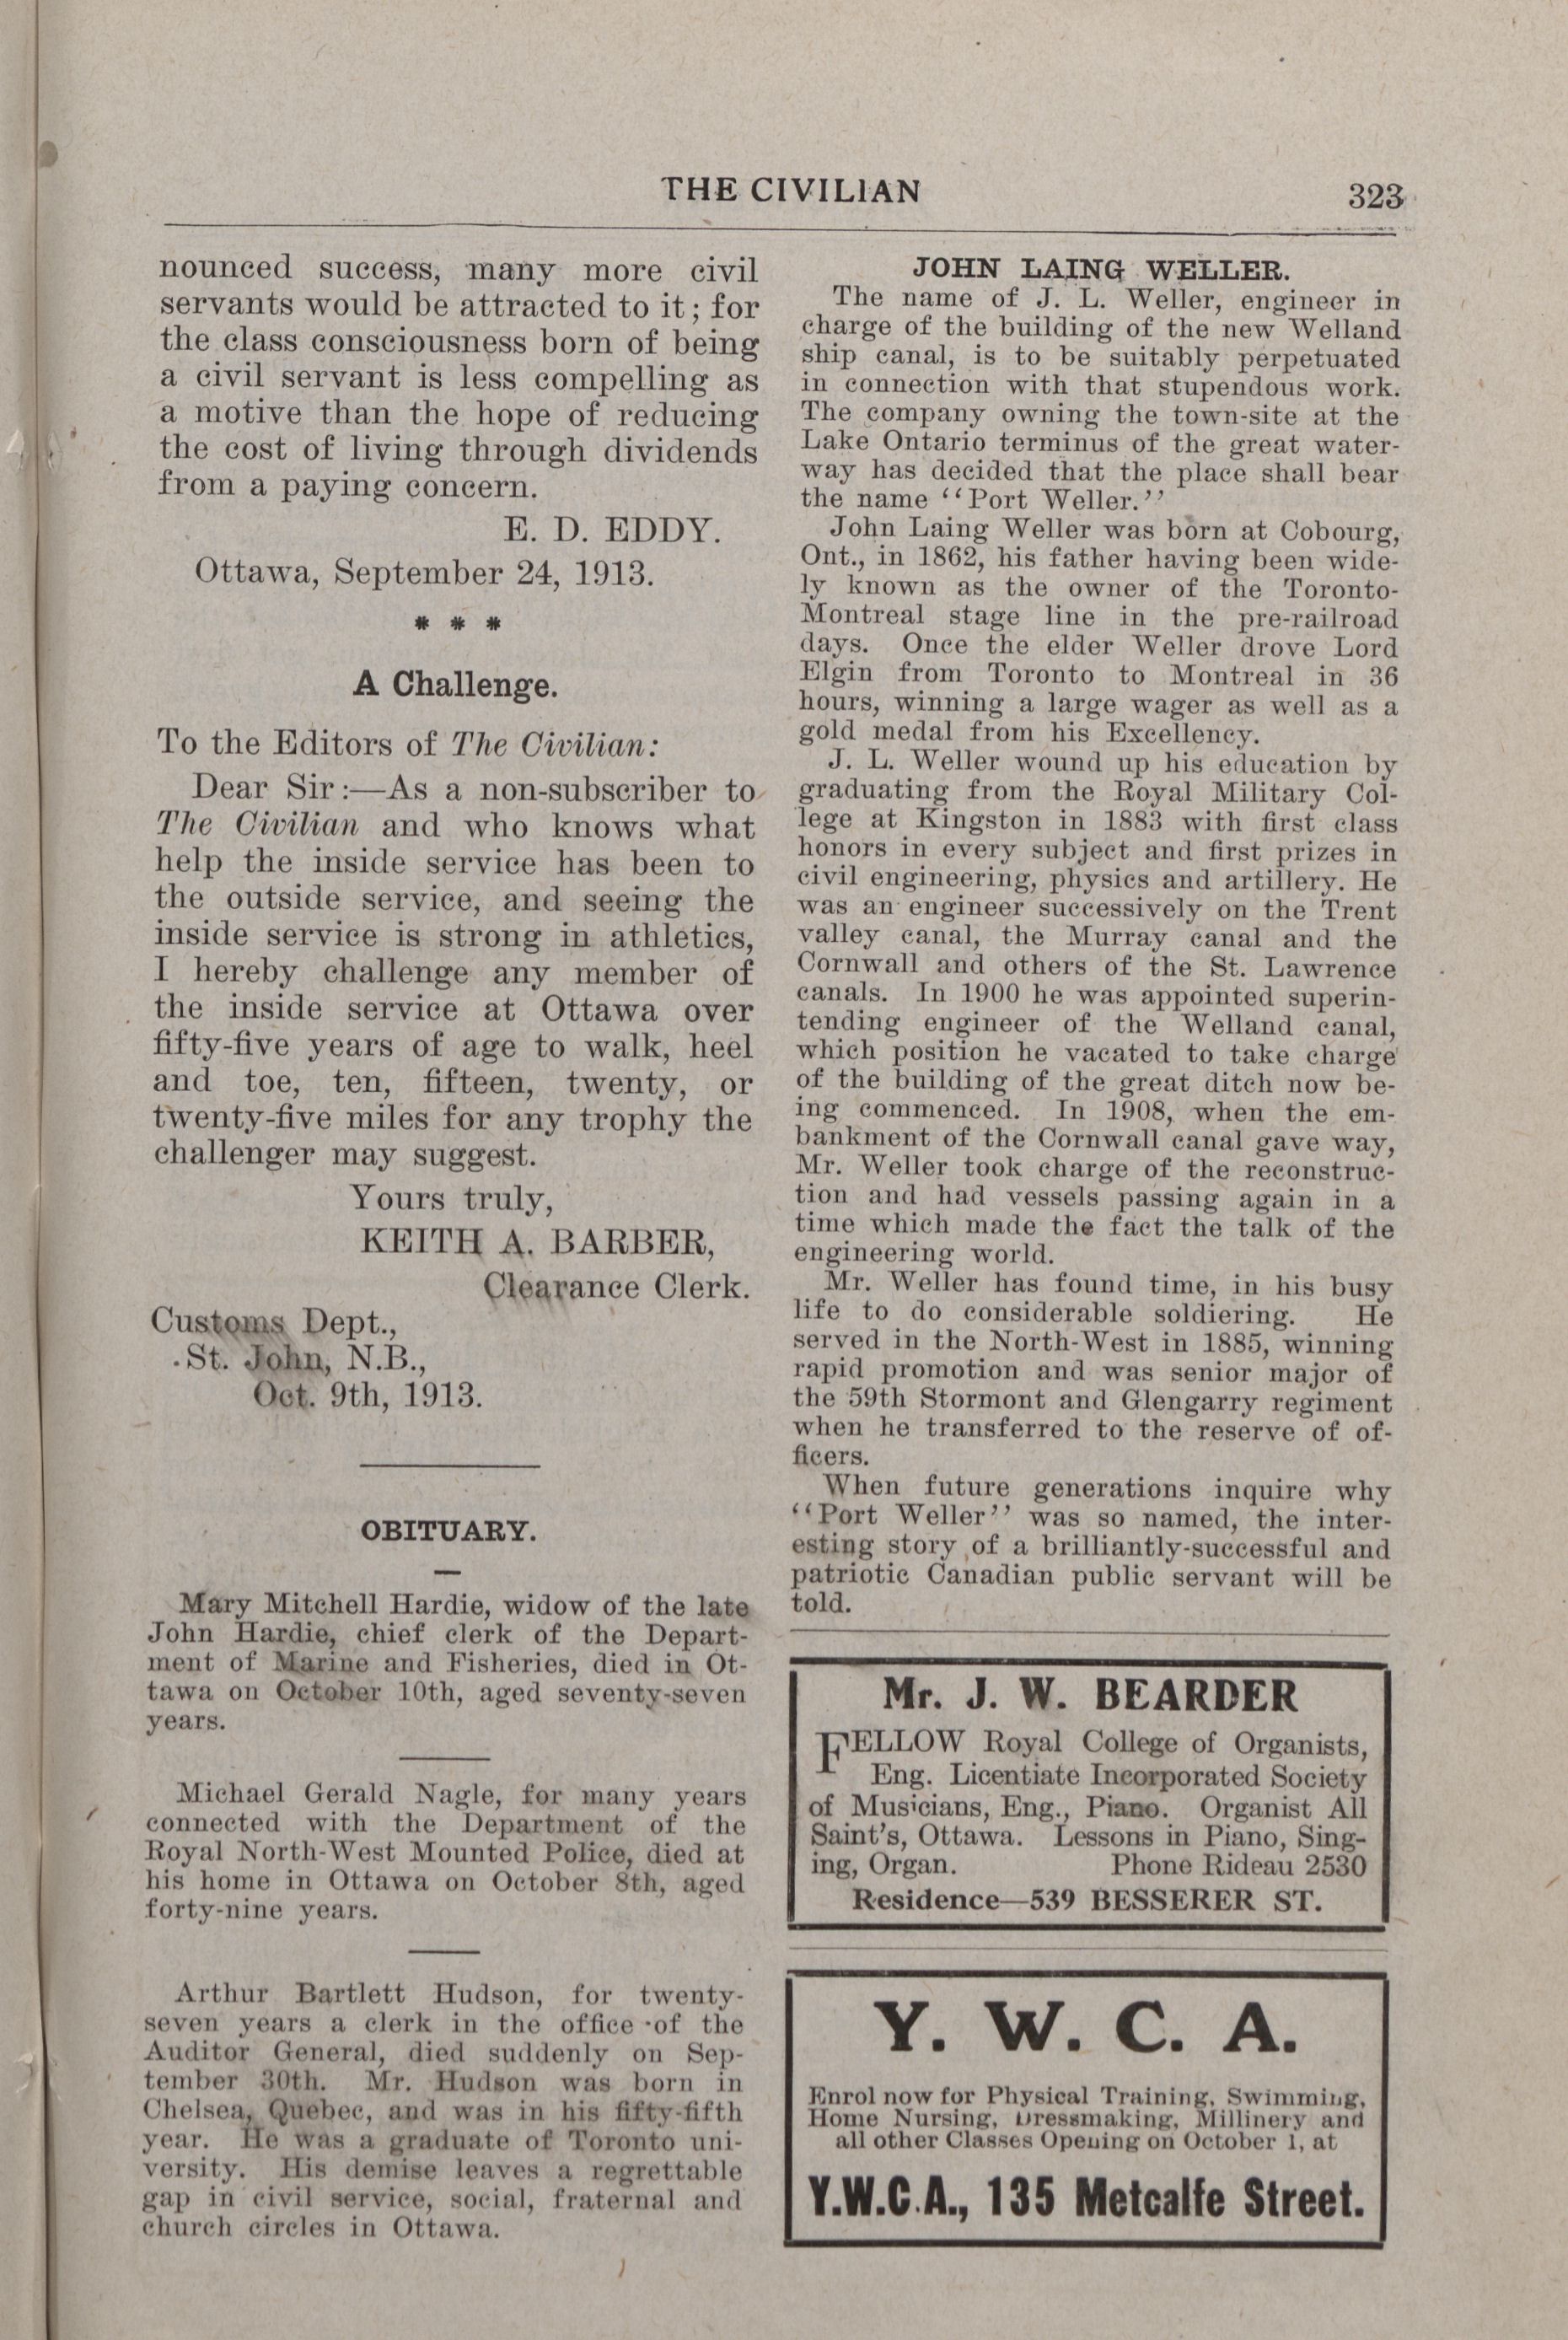 THE CIVILIAN
323
nounced success, many more civil
servants would be attracted to it; for
the class consciousness born of being
a civil servant is less compelling as
a motive than the hope of reducing
the cost of living through dividends
from a paying concern.
E. D. EDDY.
Ottawa, September 24, 1913.
* * *
A Challenge.
To the Editors of The Civilian:
Dear Sir:—As a non-subscriber to
The Civilian and who knows what
help the inside service has been to
the outside service, and seeing the
inside service is strong in athletics,
I hereby challenge any member of
the inside service at Ottawa over
fifty-five years of age to walk, heel
and toe, ten, fifteen, twenty, or
twenty-five miles for any trophy the
challenger may suggest.
Yours truly,
KEITH A. BARBER,
Clearance Clerk.
Customs Dept.,
St. John, N.B.,
Oct. 9th, 1913.
OBITUARY.
Mary Mitchell Hardie, widow of the late
John Hardie, chief clerk of the Depart-
ment of Marine and Fisheries, died in Ot-
tawa on October 10th, aged seventy-seven
years.
Michael Gerald Nagle, for many years
connected with the Department of the
Royal North-West Mounted Police, died at
his home in Ottawa on October 8th, aged
forty-nine years.
Arthur Bartlett Hudson, for twenty-
seven years a clerk in the office of the
Auditor General, died suddenly on Sep-
tember 30th. Mr. Hudson was born in
Chelsea, Quebec, and was in his fifty-fifth
year. He was a graduate of Toronto uni-
versity. His demise leaves a regrettable
gap in civil service, social, fraternal and
church circles in Ottawa.
JOHN LAING WELLER.
The name of J. L. Weller, engineer in
charge of the building of the new Welland
ship canal, is to be suitably perpetuated
in connection with that stupendous work.
The company owning the town-site at the
Lake Ontario terminus of the great water-
way has decided that the place shall bear
the name ‘‘Port Weller.’’
John Laing Weller was born at Cobourg,
Ont., in 1862, his father having been wide-
ly known as the owner of the Toronto-
Montreal stage line in the pre-railroad
days. Once the elder Weller drove Lord
Elgin from Toronto to Montreal in 36
hours, winning a large wager as well as a
gold medal from his Excellency.
J. L. Weller wound up his education by
graduating from the Royal Military Col-
lege at Kingston in 1883 with first class
honors in every subject and first prizes in
civil engineering, physics and artillery. He
was an engineer successively on the Trent
valley canal, the Murray canal and the
Cornwall and others of the St. Lawrence
canals. In 1900 he was appointed superin-
tending engineer of the Welland canal,
which position he vacated to take charge
of the building of the great ditch now be-
ing commenced. In 1908, when the em-
bankment of the Cornwall canal gave way,
Mr. Weller took charge of the reconstruc-
tion and had vessels passing again in a
time which made the fact the talk of the
engineering world.
Mr. Weller has found time, in his busy
life to do considerable soldiering. He
served in the North-West in 1885, winning
rapid promotion and was senior major of
the 59th Stormont and Glengarry regiment
when he transferred to the reserve of of-
ficers.
When future generations inquire why
‘‘Port Weller’’ was so named, the inter-
esting story of a brilliantly-successful and
patriotic Canadian public servant will be
told.
Mr. J. W. BEARDER
FELLOW Royal College of Organists,
Eng. Licentiate Incorporated Society
of Musicians, Eng., Piano. Organist All
Saint's, Ottawa. Lessons in Piano, Sing-
ing, Organ. Phone Rideau 2530
Residence—539 BESSERER ST.
Y. W. C. A.
Enrol now for Physical Training, Swimming,
Home Nursing, Dressmaking, Millinery and
all other Classes Opening on October 1, at
Y.W.C.A., 135 Metcalfe Street.